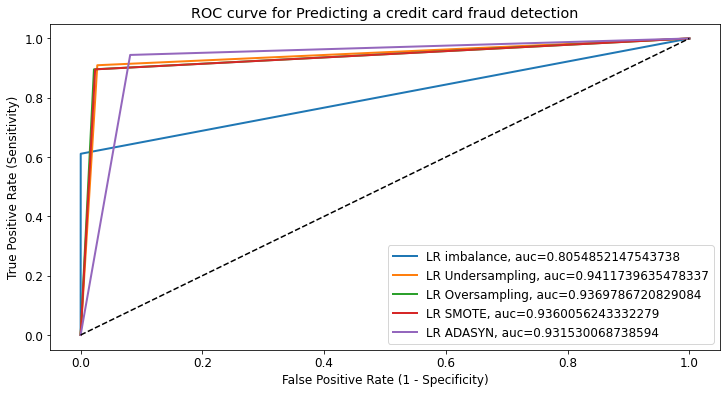 ROC curve for Predicting a credit card fraud detection
True Positive Rate (Sensitivity)
1.0
0.8
0.6
0.4
0.2
0.0
LR imbalance, auc=0.8054852147543738
LR Undersampling, auc=0.9411739635478337
LR Oversampling, auc=0.9369786720829084
LR SMOTE, auc=0.9360056243332279
LR ADASYN, auc=0.931530068738594
0.0 0.2 0.4 0.6 0.8 1.0
False Positive Rate (1 - Specificity)